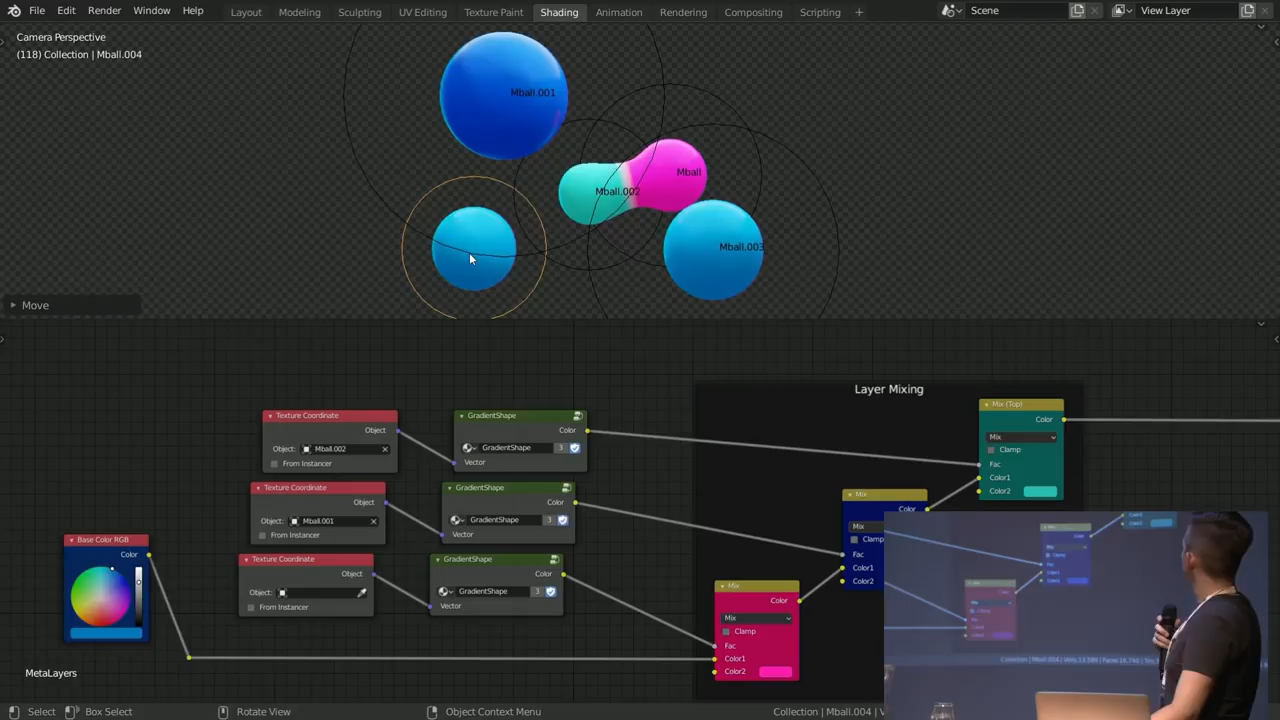 File Edit Render Window Help Layout Modeling Sculpting UV Editing Texture Paint Shading Animation Rendering Compositing Scripting + Scene View Layer
Camera Perspective
(118) Collection | Mball.004
Mball.001
Mball
Mball.002
Mball.003
Move
Layer Mixing
Mix (Top)
Color
Mix
Clamp
Fac
Color1
Color2
Texture Coordinate
Object
Object: Mball.002
From Instancer
GradientShape
Color
GradientShape 3
Vector
Texture Coordinate
Object
Object: Mball.001
From Instancer
GradientShape
Color
GradientShape 3
Vector
Mix
Color
Mix
Clamp
Fac
Color1
Color2
Base Color RGB
Color
Texture Coordinate
Object
Object:
From Instancer
GradientShape
Color
GradientShape 3
Vector
Mix
Color
Mix
Clamp
Fac
Color1
Color2
MetaLayers
Select Box Select Rotate View Object Context Menu Collection | Mball.004 | V